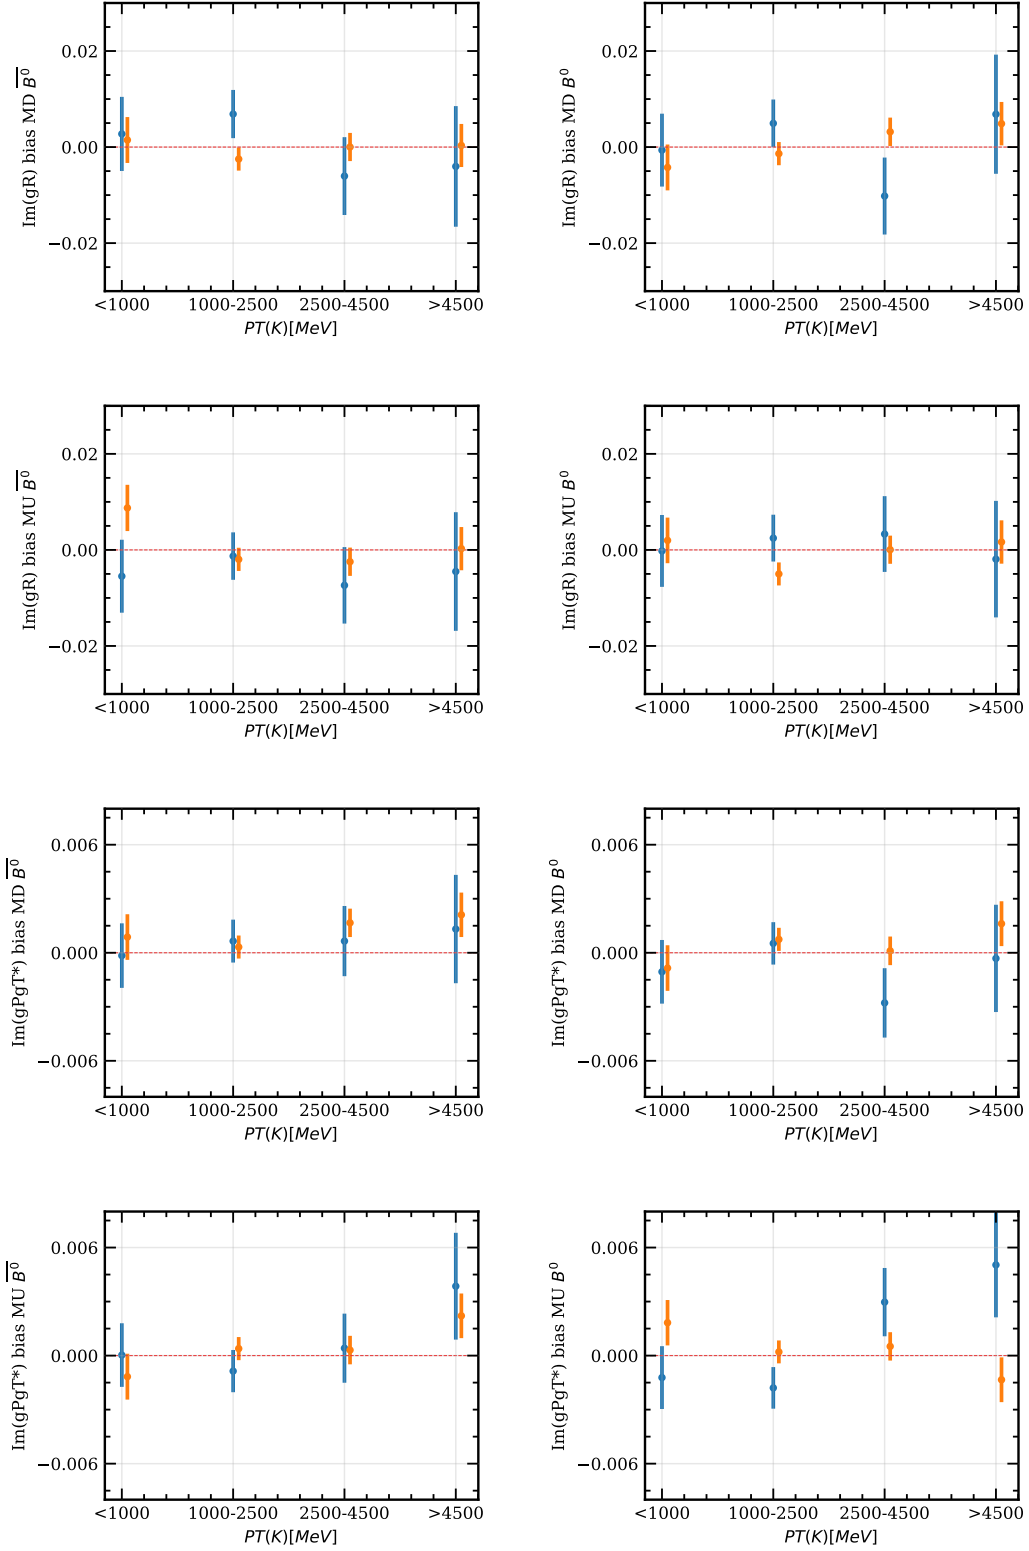 Im(gR) bias MD B̅⁰
0.02
0.00
−0.02
<1000 1000-2500 2500-4500 >4500
PT(K)[MeV]
Im(gR) bias MD B⁰
0.02
0.00
−0.02
<1000 1000-2500 2500-4500 >4500
PT(K)[MeV]
Im(gR) bias MU B̅⁰
0.02
0.00
−0.02
<1000 1000-2500 2500-4500 >4500
PT(K)[MeV]
Im(gR) bias MU B⁰
0.02
0.00
−0.02
<1000 1000-2500 2500-4500 >4500
PT(K)[MeV]
Im(gPgT*) bias MD B̅⁰
0.006
0.000
−0.006
<1000 1000-2500 2500-4500 >4500
PT(K)[MeV]
Im(gPgT*) bias MD B⁰
0.006
0.000
−0.006
<1000 1000-2500 2500-4500 >4500
PT(K)[MeV]
Im(gPgT*) bias MU B̅⁰
0.006
0.000
−0.006
<1000 1000-2500 2500-4500 >4500
PT(K)[MeV]
Im(gPgT*) bias MU B⁰
0.006
0.000
−0.006
<1000 1000-2500 2500-4500 >4500
PT(K)[MeV]